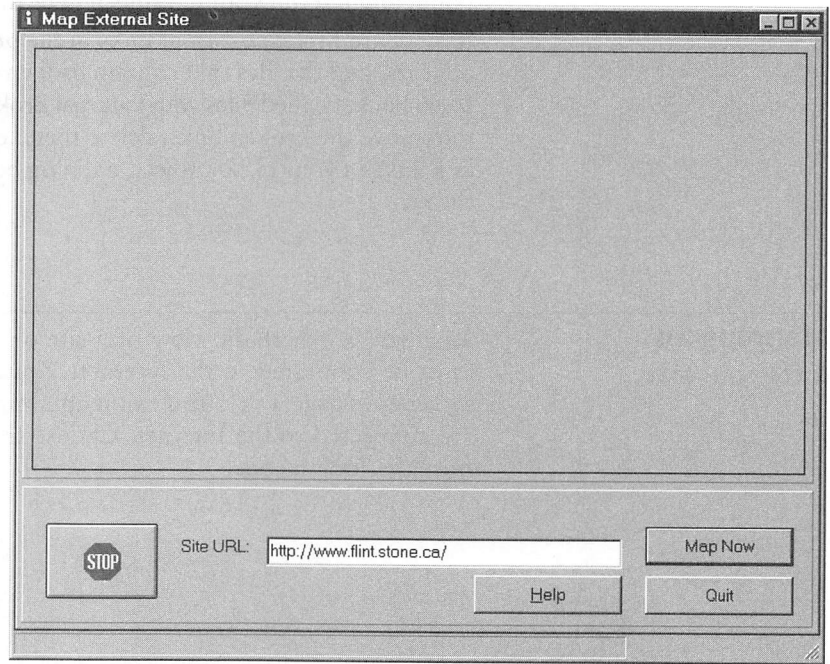 Map External Site
STOP
Site URL:
http://www.flint.stone.ca/
Map Now
Help
Quit